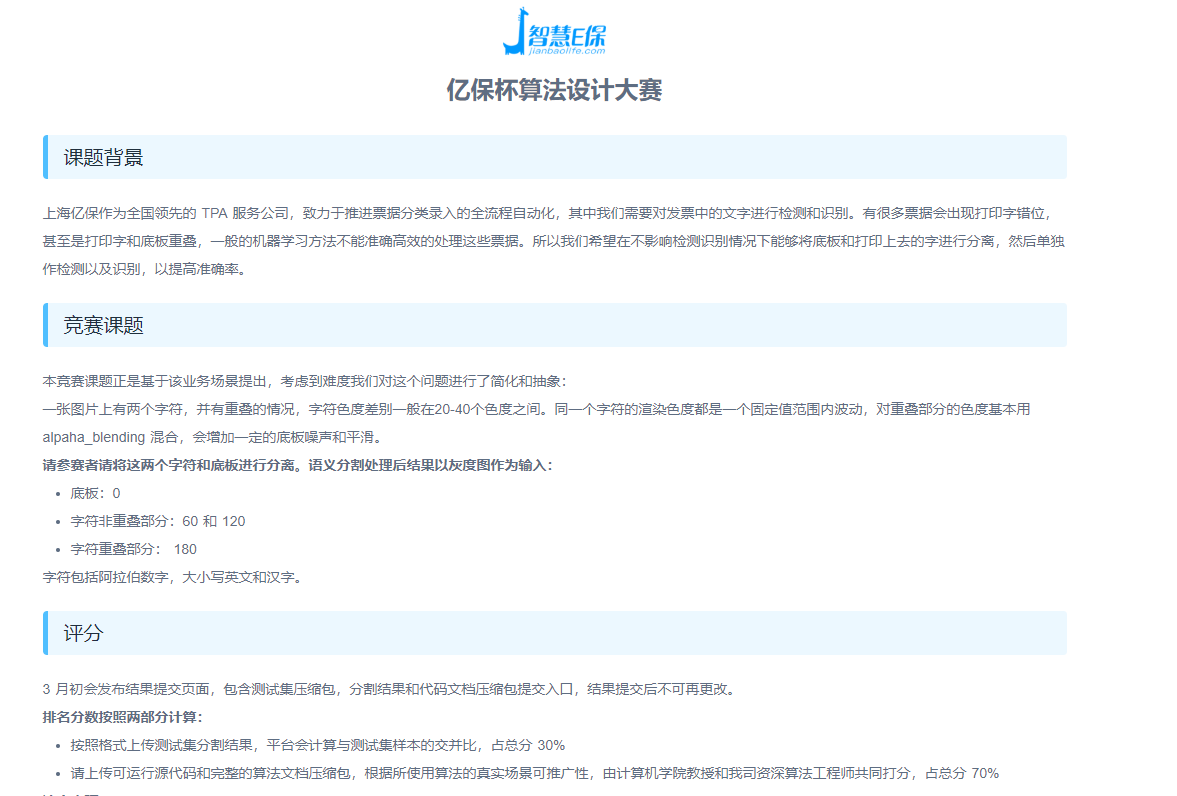 智慧E保
jianbaolife.com
亿保杯算法设计大赛
课题背景
上海亿保作为全国领先的 TPA 服务公司，致力于推进票据分类录入的全流程自动化，其中我们需要对发票中的文字进行检测和识别。有很多票据会出现打印字错位，
甚至是打印字和底板重叠，一般的机器学习方法不能准确高效的处理这些票据。所以我们希望在不影响检测识别情况下能够将底板和打印上去的字进行分离，然后单独
作检测以及识别，以提高准确率。
竞赛课题
本竞赛课题正是基于该业务场景提出，考虑到难度我们对这个问题进行了简化和抽象：
一张图片上有两个字符，并有重叠的情况，字符色度差别一般在20-40个色度之间。同一个字符的渲染色度都是一个固定值范围内波动，对重叠部分的色度基本用
alpaha_blending 混合，会增加一定的底板噪声和平滑。
请参赛者请将这两个字符和底板进行分离。语义分割处理后结果以灰度图作为输入：
• 底板：0
• 字符非重叠部分：60 和 120
• 字符重叠部分： 180
字符包括阿拉伯数字，大小写英文和汉字。
评分
3 月初会发布结果提交页面，包含测试集压缩包，分割结果和代码文档压缩包提交入口，结果提交后不可再更改。
排名分数按照两部分计算：
• 按照格式上传测试集分割结果，平台会计算与测试集样本的交并比，占总分 30%
• 请上传可运行源代码和完整的算法文档压缩包，根据所使用算法的真实场景可推广性，由计算机学院教授和我司资深算法工程师共同打分，占总分 70%